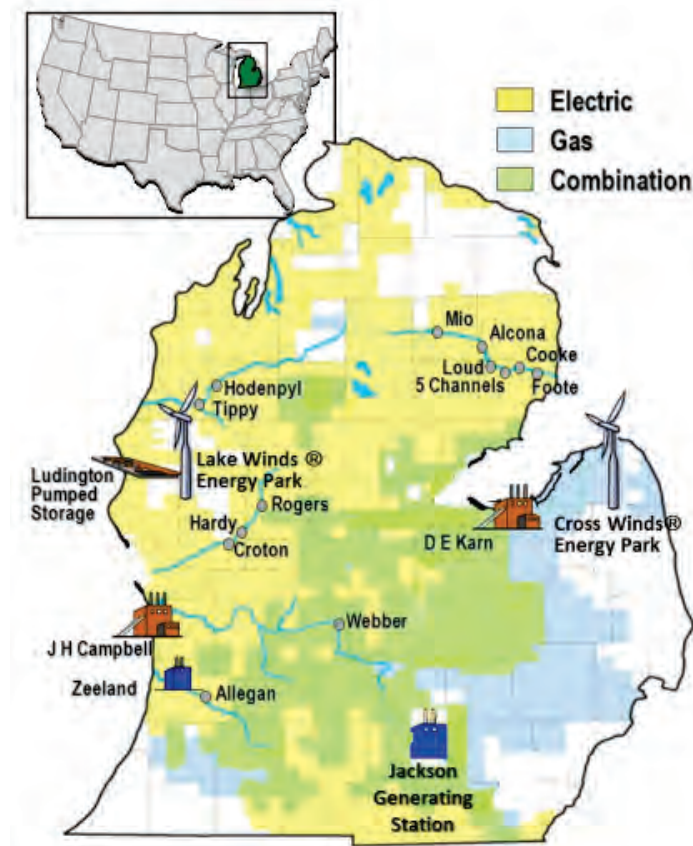 Electric
Gas
Combination
Mio
Alcona
Cooke
Loud
5 Channels
Foote
Hodenpyl
Tippy
Ludington
Pumped
Storage
Lake Winds ®
Energy Park
Rogers
Hardy
Croton
D E Karn
Cross Winds®
Energy Park
J H Campbell
Webber
Zeeland
Allegan
Jackson
Generating
Station